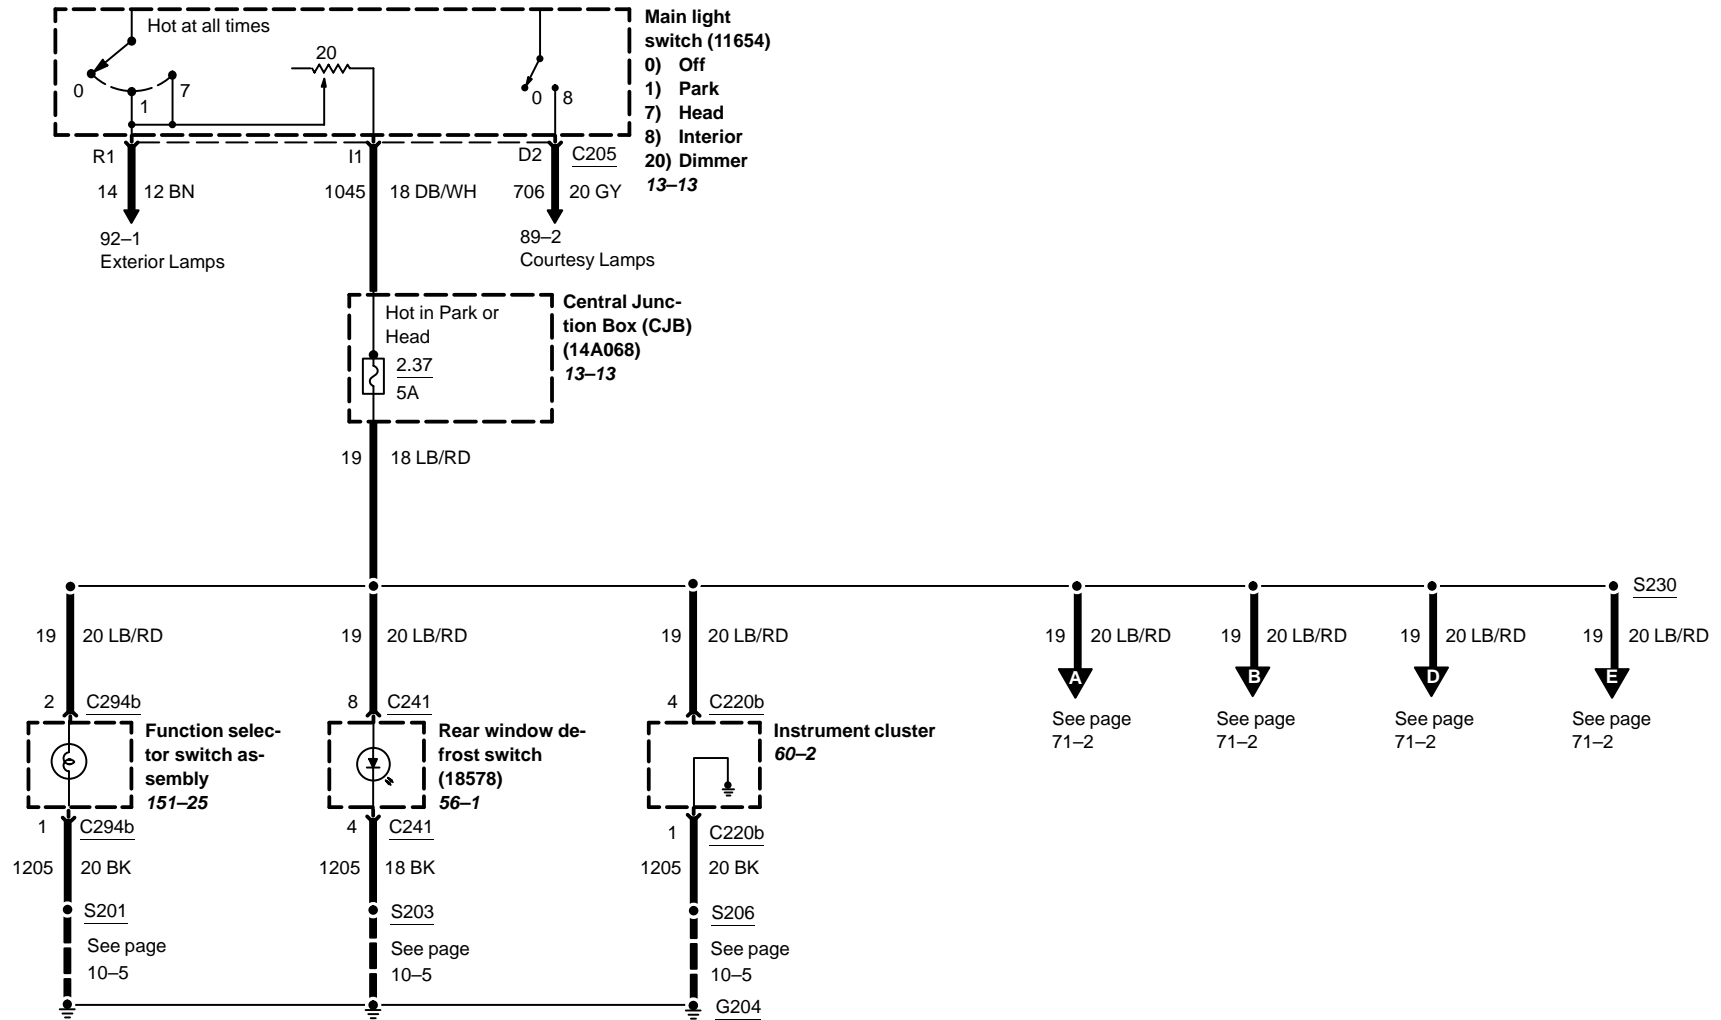 Hot at all times
20
0
1
7
0
8
Main light
switch (11654)
0) Off
1) Park
7) Head
8) Interior
20) Dimmer
13–13
R1
I1
D2
C205
14
12 BN
1045
18 DB/WH
706
20 GY
92–1
Exterior Lamps
89–2
Courtesy Lamps
Hot in Park or
Head
2.37
5A
Central Junc-
tion Box (CJB)
(14A068)
13–13
19
18 LB/RD
S230
19
20 LB/RD
19
20 LB/RD
19
20 LB/RD
19
20 LB/RD
19
20 LB/RD
19
20 LB/RD
19
20 LB/RD
A
B
D
E
See page
71–2
See page
71–2
See page
71–2
See page
71–2
2
C294b
8
C241
4
C220b
Function selec-
tor switch as-
sembly
151–25
Rear window de-
frost switch
(18578)
56–1
Instrument cluster
60–2
1
C294b
4
C241
1
C220b
1205
20 BK
1205
18 BK
1205
20 BK
S201
S203
S206
See page
10–5
See page
10–5
See page
10–5
G204